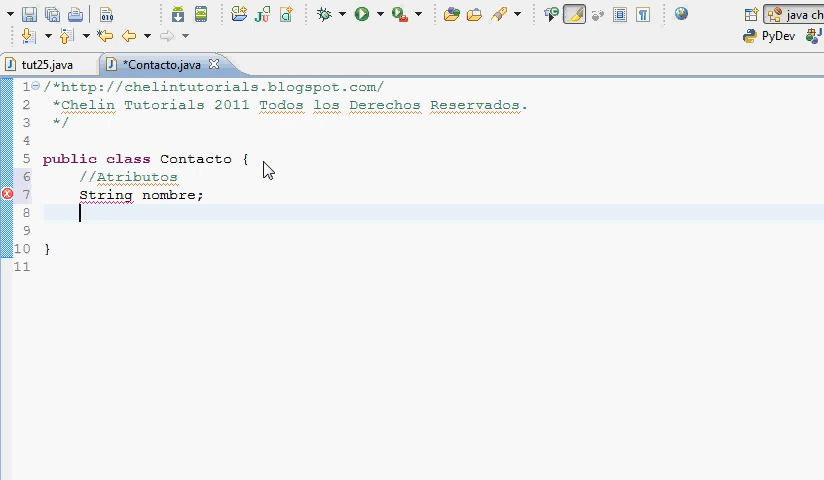 java ch
PyDev
tut25.java
*Contacto.java
1 /*http://chelintutorials.blogspot.com/
2 *Chelin Tutorials 2011 Todos los Derechos Reservados.
3 */
4
5 public class Contacto {
6 //Atributos
7 String nombre;
8
9
10 }
11